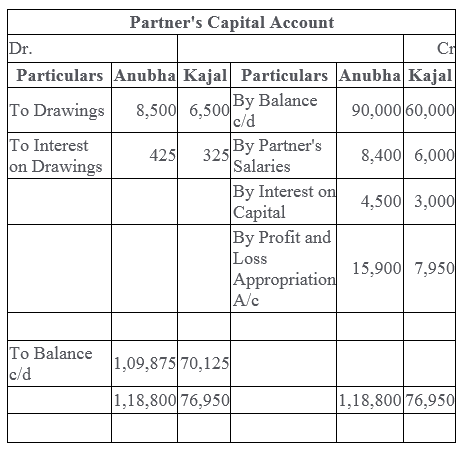 Partner's Capital Account
Dr. Cr
Particulars Anubha Kajal Particulars Anubha Kajal
To Drawings 8,500 6,500 By Balance c/d 90,000 60,000
To Interest on Drawings 425 325 By Partner's Salaries 8,400 6,000
By Interest on Capital 4,500 3,000
By Profit and Loss Appropriation A/c 15,900 7,950
To Balance c/d 1,09,875 70,125
1,18,800 76,950 1,18,800 76,950